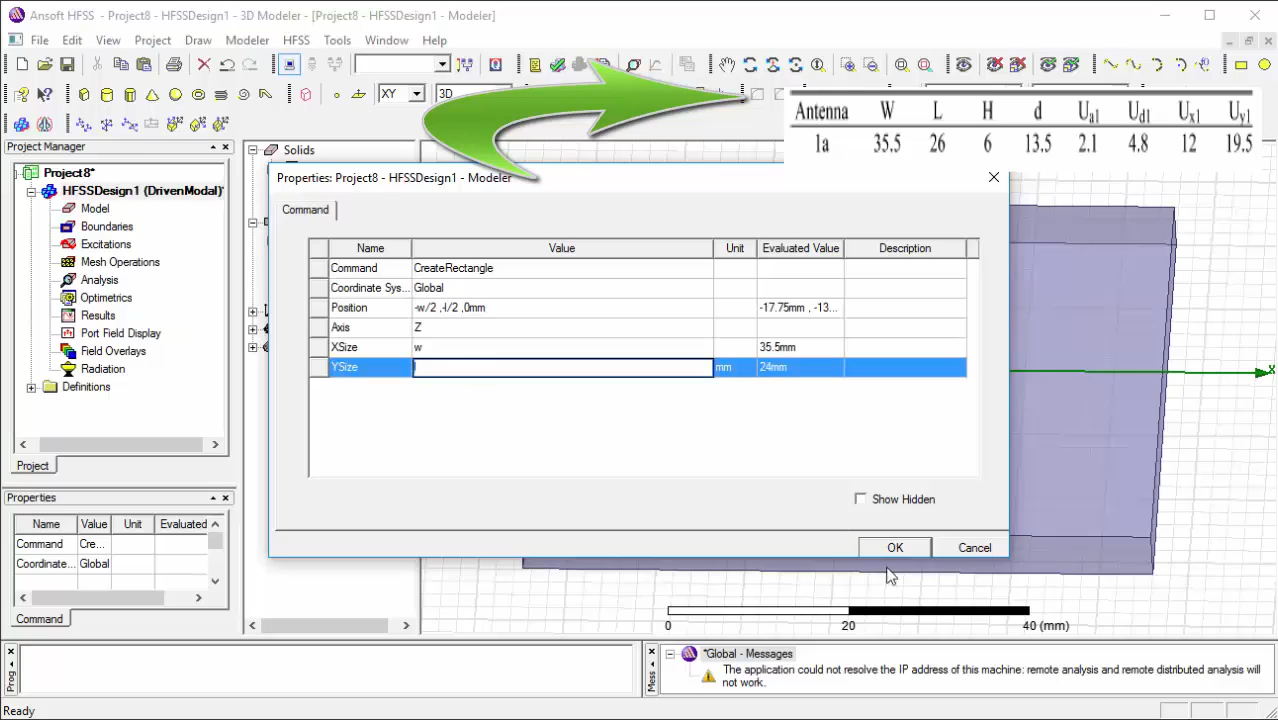 Ansoft HFSS - Project8 - HFSSDesign1 - 3D Modeler - [Project8 - HFSSDesign1 - Modeler]
File Edit View Project Draw Modeler HFSS Tools Window Help
XY 3D
Antenna W L H d Ua1 Ud1 Ux1 Uy1
1a 35.5 26 6 13.5 2.1 4.8 12 19.5
Project Manager
Project8*
HFSSDesign1 (DrivenModal)*
Model
Boundaries
Excitations
Mesh Operations
Analysis
Optimetrics
Results
Port Field Display
Field Overlays
Radiation
Definitions
Project
Solids
Properties: Project8 - HFSSDesign1 - Modeler
Command
Name Value Unit Evaluated Value Description
Command CreateRectangle
Coordinate Sys... Global
Position -w/2 ,-l/2 ,0mm -17.75mm , -13...
Axis Z
XSize w 35.5mm
YSize l mm 24mm
Show Hidden
OK Cancel
X
Properties
Name Value Unit Evaluated
Command Cre...
Coordinate... Global
Command
0 20 40 (mm)
Prog
Mess
*Global - Messages
The application could not resolve the IP address of this machine: remote analysis and remote distributed analysis will
not work.
Ready